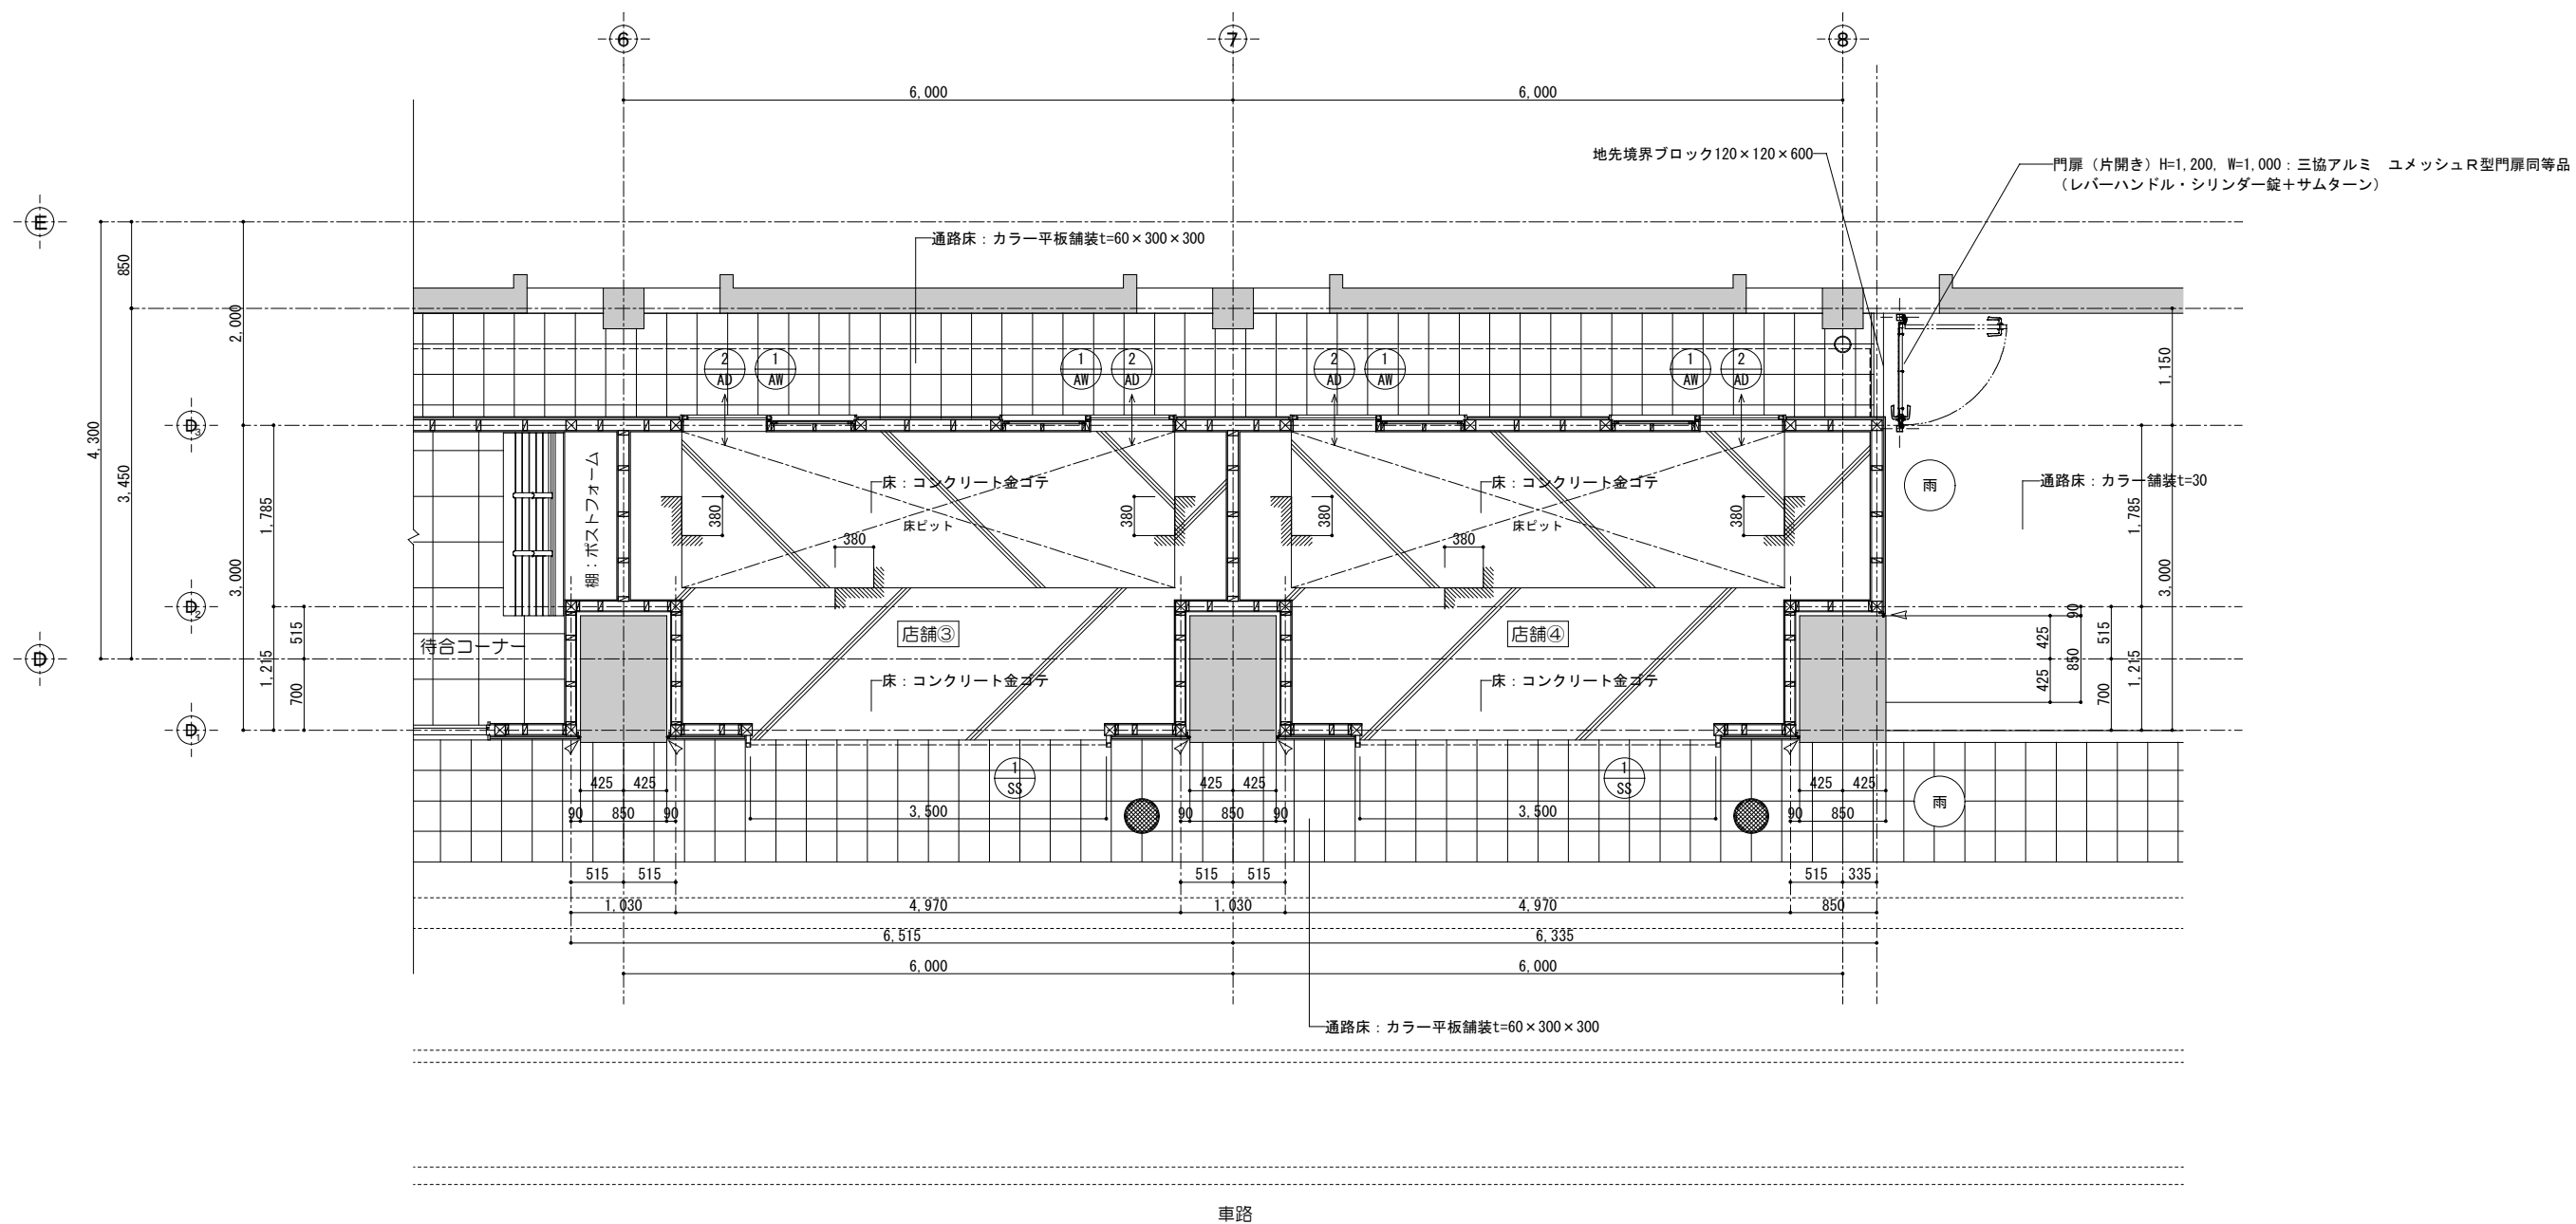 6
7
8
6,000
6,000
地先境界ブロック120×120×600
門扉（片開き）H=1,200, W=1,000：三協アルミ　ユメッシュR型門扉同等品
（レバーハンドル・シリンダー錠＋サムターン）
E
通路床：カラー平板舗装t=60×300×300
850
2,000
4,300
3,450
1,150
2
AD
1
AW
1
AW
2
AD
2
AD
1
AW
1
AW
2
AD
D3
棚：ポストフォーム
床：コンクリート金ゴテ
床：コンクリート金ゴテ
雨
通路床：カラー舗装t=30
380
380
380
380
床ピット
床ピット
380
380
1,785
3,000
1,785
3,000
D2
待合コーナー
店舗③
店舗④
515
1,215
700
90
425
850
425
515
1,215
700
D
床：コンクリート金ゴテ
床：コンクリート金ゴテ
D1
1
SS
1
SS
雨
425
425
425
425
425
425
90
850
90
3,500
90
850
90
3,500
90
850
515
515
515
515
515
335
1,030
4,970
1,030
4,970
850
6,515
6,335
6,000
6,000
通路床：カラー平板舗装t=60×300×300
車路